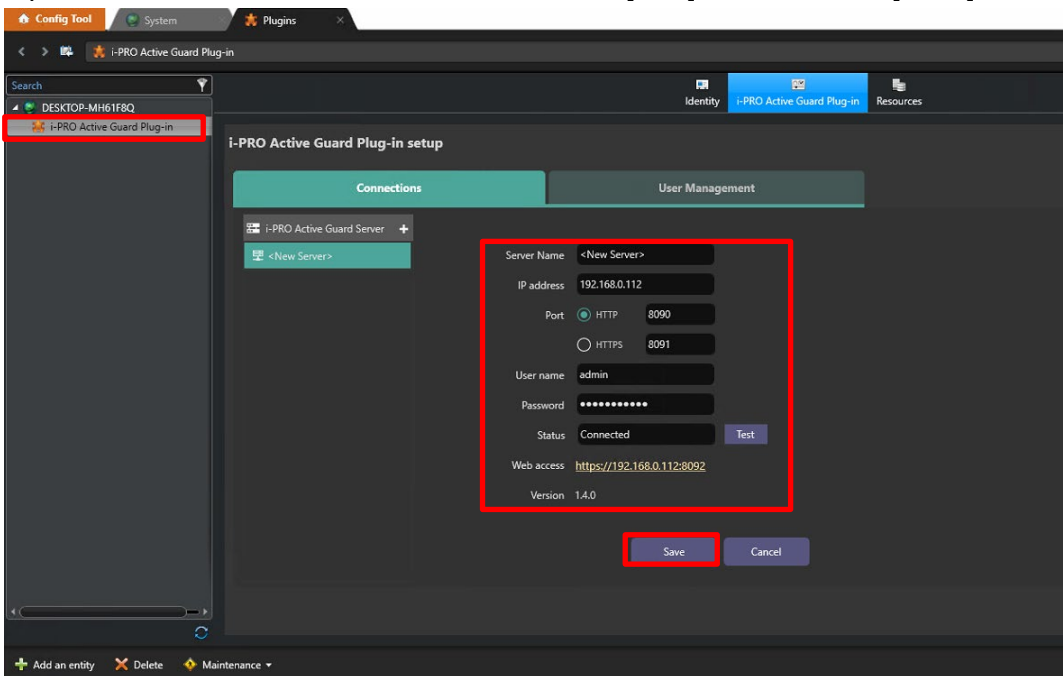 Config Tool
System
Plugins
i-PRO Active Guard Plug-in
Search
Identity
i-PRO Active Guard Plug-in
Resources
DESKTOP-MH61F8Q
i-PRO Active Guard Plug-in
i-PRO Active Guard Plug-in setup
Connections
User Management
i-PRO Active Guard Server +
<New Server>
Server Name <New Server>
IP address 192.168.0.112
Port HTTP 8090
HTTPS 8091
User name admin
Password •••••••••••
Status Connected Test
Web access https://192.168.0.112:8092
Version 1.4.0
Save Cancel
Add an entity Delete Maintenance